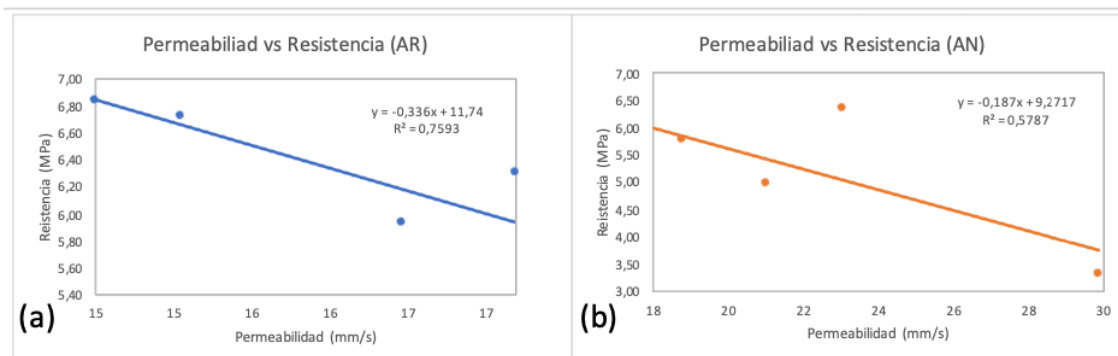 Permeabiliad vs Resistencia (AR)
7,00
6,80
6,60
6,40
6,20
6,00
5,80
5,60
5,40
Reistencia (MPa)
y = -0,336x + 11,74
R² = 0,7593
15 15 16 16 17 17
Permeabilidad (mm/s)
(a)
Permeabiliad vs Resistencia (AN)
7,00
6,50
6,00
5,50
5,00
4,50
4,00
3,50
3,00
Reistencia (MPa)
y = -0,187x + 9,2717
R² = 0,5787
18 20 22 24 26 28 30
Permeabilidad (mm/s)
(b)